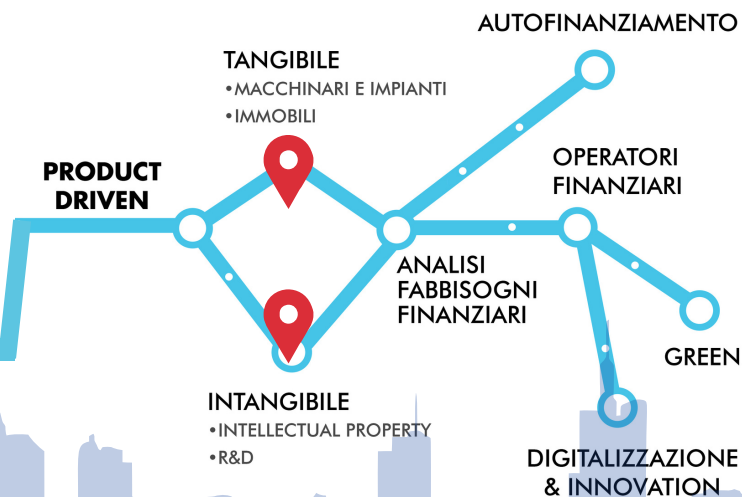 AUTOFINANZIAMENTO
TANGIBILE
•MACCHINARI E IMPIANTI
•IMMOBILI
PRODUCT
DRIVEN
OPERATORI
FINANZIARI
ANALISI
FABBISOGNI
FINANZIARI
GREEN
INTANGIBILE
•INTELLECTUAL PROPERTY
•R&D
DIGITALIZZAZIONE
& INNOVATION